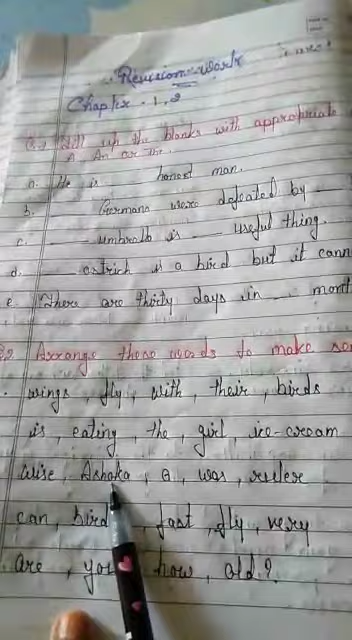 Revision work
Chapter . 1, 2
Fill up the blanks with appropriate
A An or the.
a. He is ___ honest man.
b. ___ Germans were defeated by ___
c. ___ umbrella is ___ useful thing.
d. ___ ostrich is a bird but it cann
e. There are thirty days in ___ mont
Q.2 Arrange these words to make sen
wings, fly, with, their, birds
is, eating, the, girl, ice-cream
wise, Ashoka, a, was, ruler
can, bird, fast, fly, very
are, you, how, old?